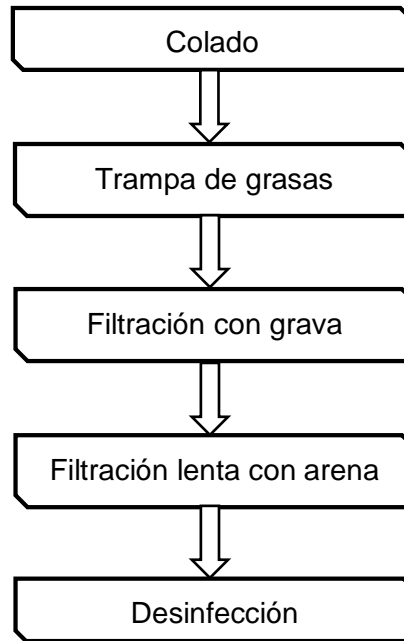 Colado
Trampa de grasas
Filtración con grava
Filtración lenta con arena
Desinfección